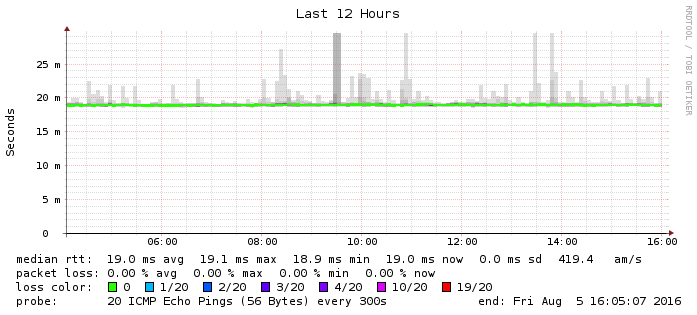 Last 12 Hours
RRDTOOL / TOBI OETIKER
Seconds
25 m
20 m
15 m
10 m
5 m
0
06:00 08:00 10:00 12:00 14:00 16:00
median rtt: 19.0 ms avg 19.1 ms max 18.9 ms min 19.0 ms now 0.0 ms sd 419.4 am/s
packet loss: 0.00 % avg 0.00 % max 0.00 % min 0.00 % now
loss color: 0 1/20 2/20 3/20 4/20 10/20 19/20
probe: 20 ICMP Echo Pings (56 Bytes) every 300s end: Fri Aug 5 16:05:07 2016